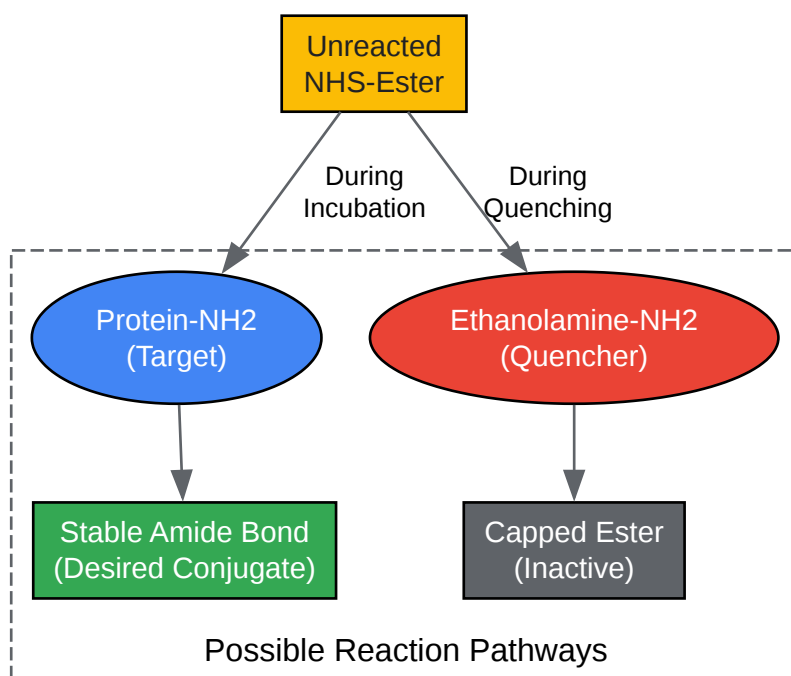 Unreacted
NHS-Ester
During
Incubation
During
Quenching
Protein-NH2
(Target)
Ethanolamine-NH2
(Quencher)
Stable Amide Bond
(Desired Conjugate)
Capped Ester
(Inactive)
Possible Reaction Pathways